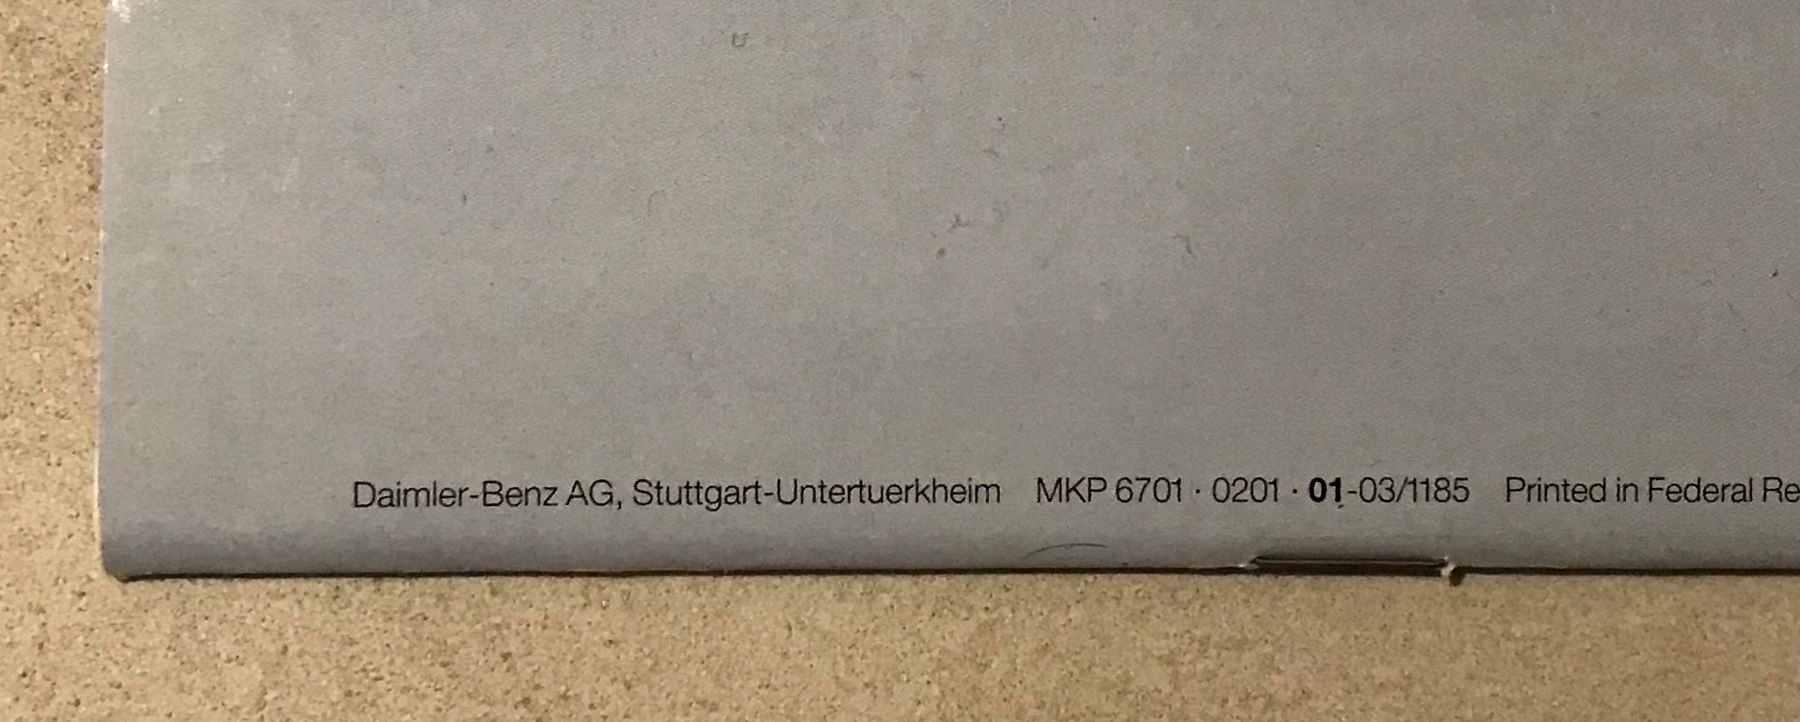 Daimler-Benz AG, Stuttgart-Untertuerkheim MKP 6701 · 0201 · 01-03/1185 Printed in Federal Re